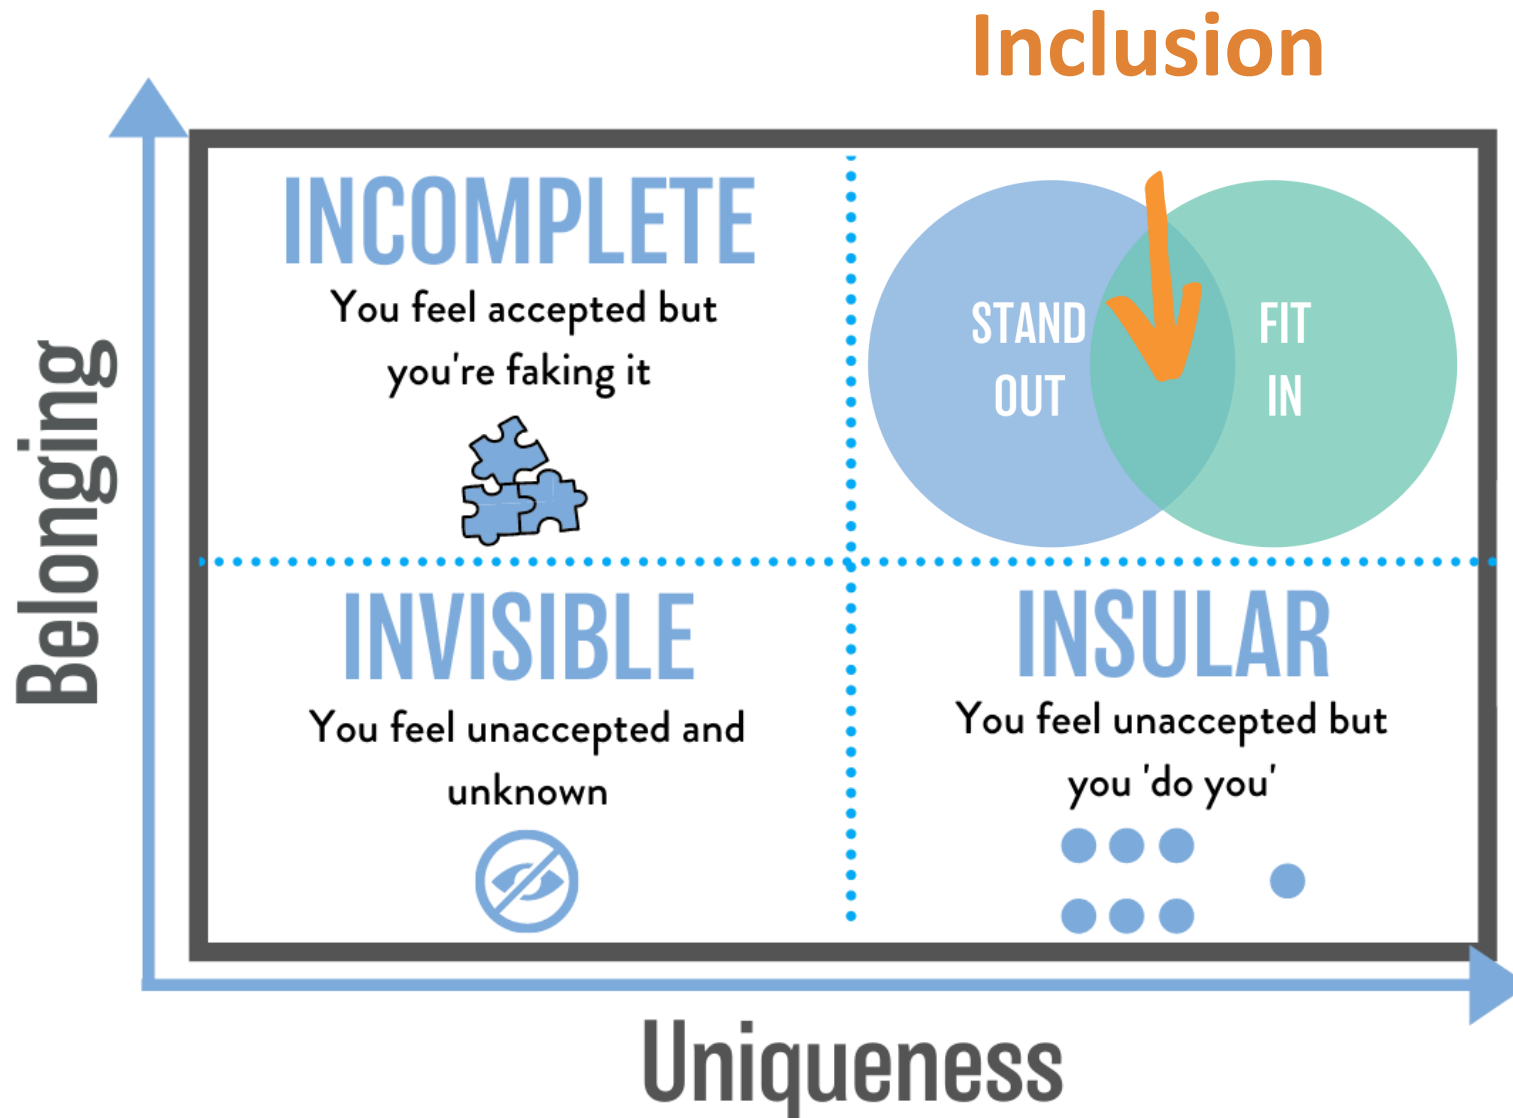 Inclusion
Belonging
INCOMPLETE
You feel accepted but
you're faking it
STAND
OUT
FIT
IN
INVISIBLE
You feel unaccepted and
unknown
INSULAR
You feel unaccepted but
you 'do you'
Uniqueness